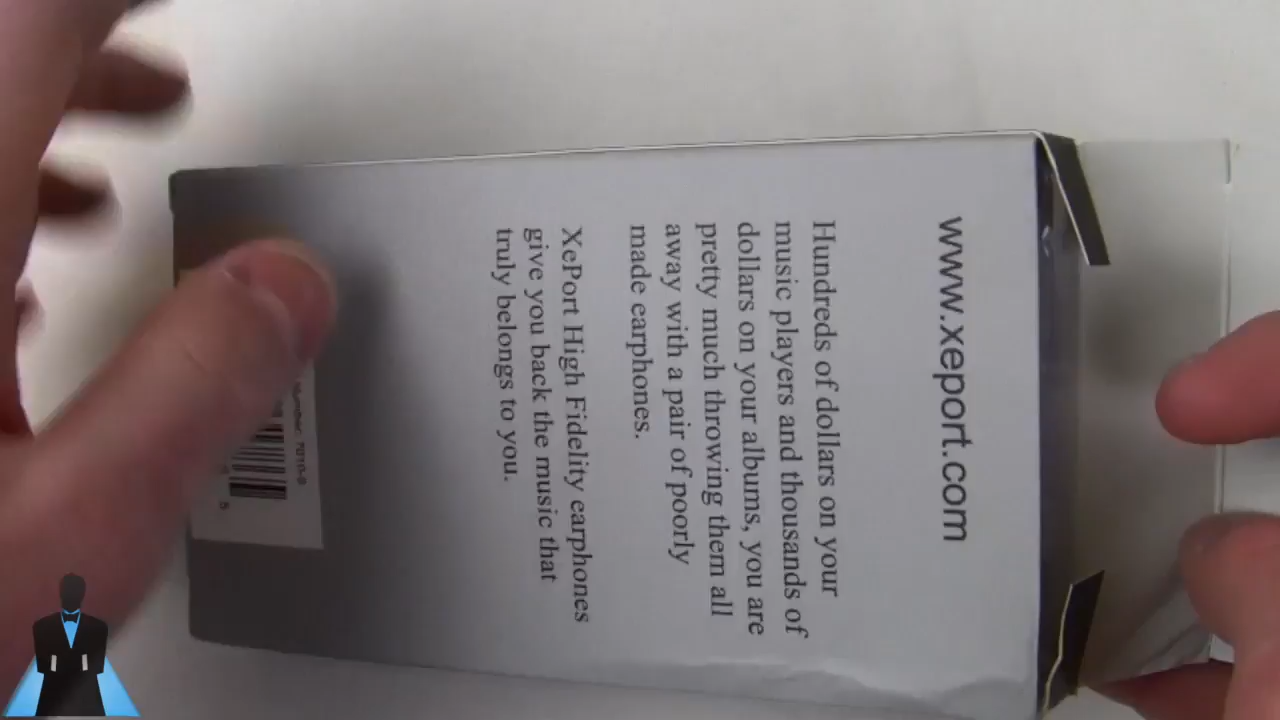 www.xeport.com
Hundreds of dollars on your
music players and thousands of
dollars on your albums, you are
pretty much throwing them all
away with a pair of poorly
made earphones.
XePort High Fidelity earphones
give you back the music that
truly belongs to you.